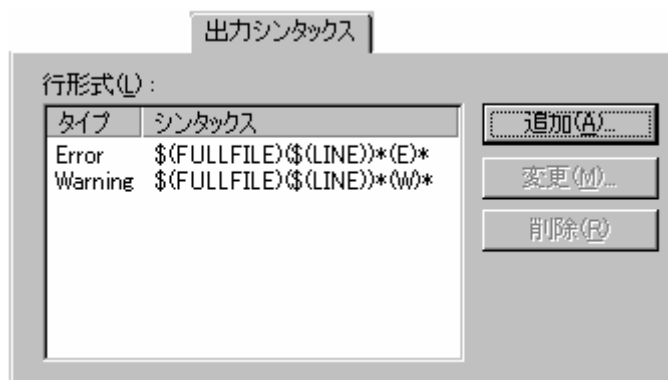 出力シンタックス
行形式(L) :
タイプ シンタックス
Error $(FULLFILE)($(LINE))*(E)*
Warning $(FULLFILE)($(LINE))*(W)*
追加(A)...
変更(M)...
削除(R)